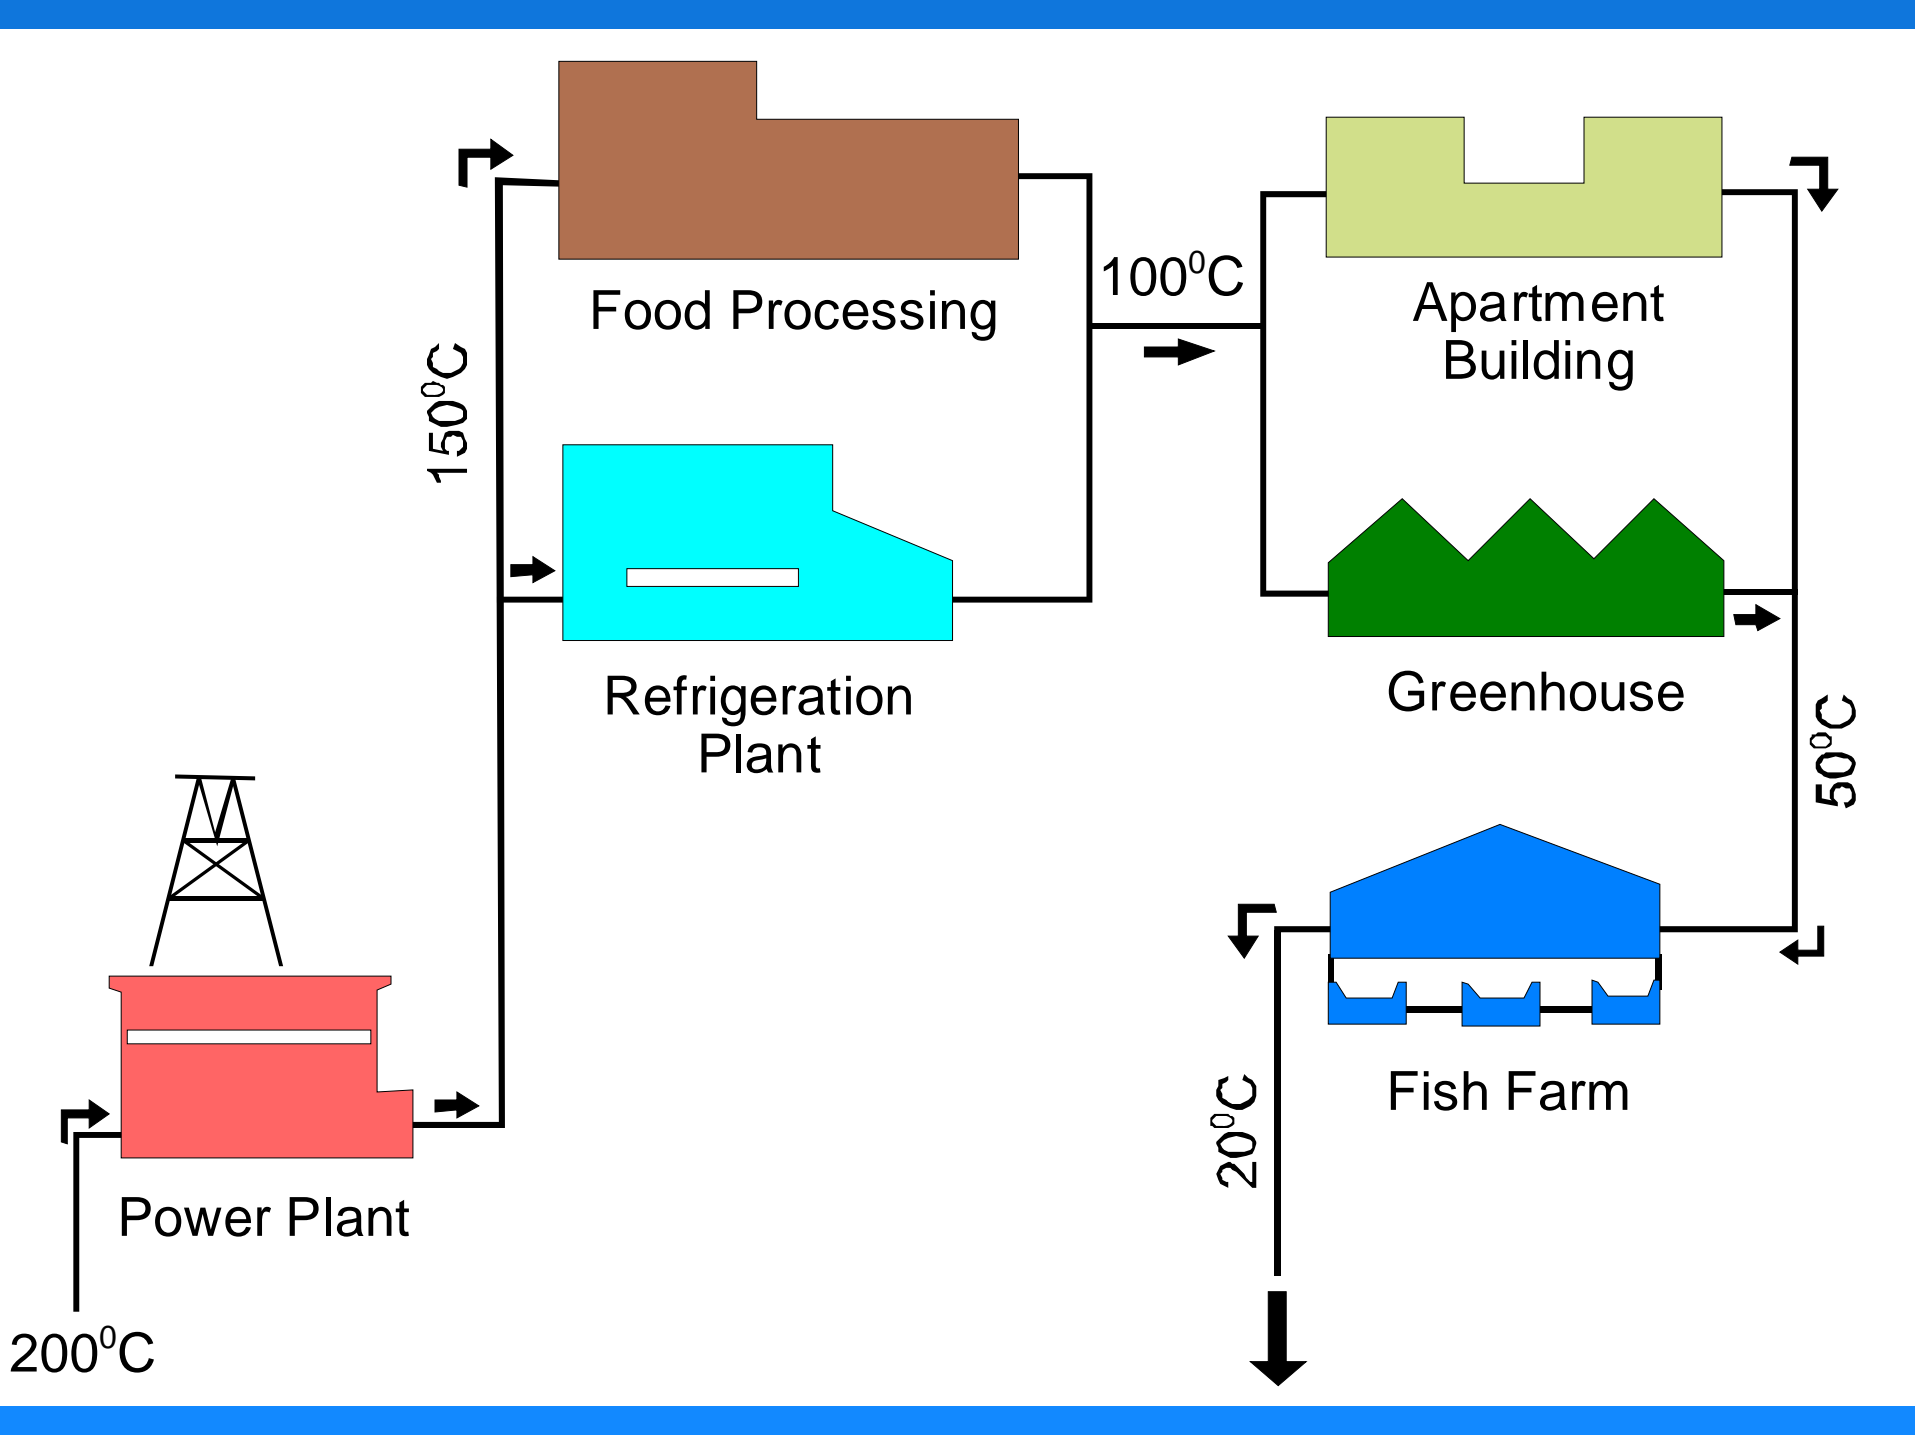 Food Processing
150⁰C
100⁰C
Apartment
Building
Refrigeration
Plant
Greenhouse
50⁰C
Power Plant
200⁰C
Fish Farm
20⁰C